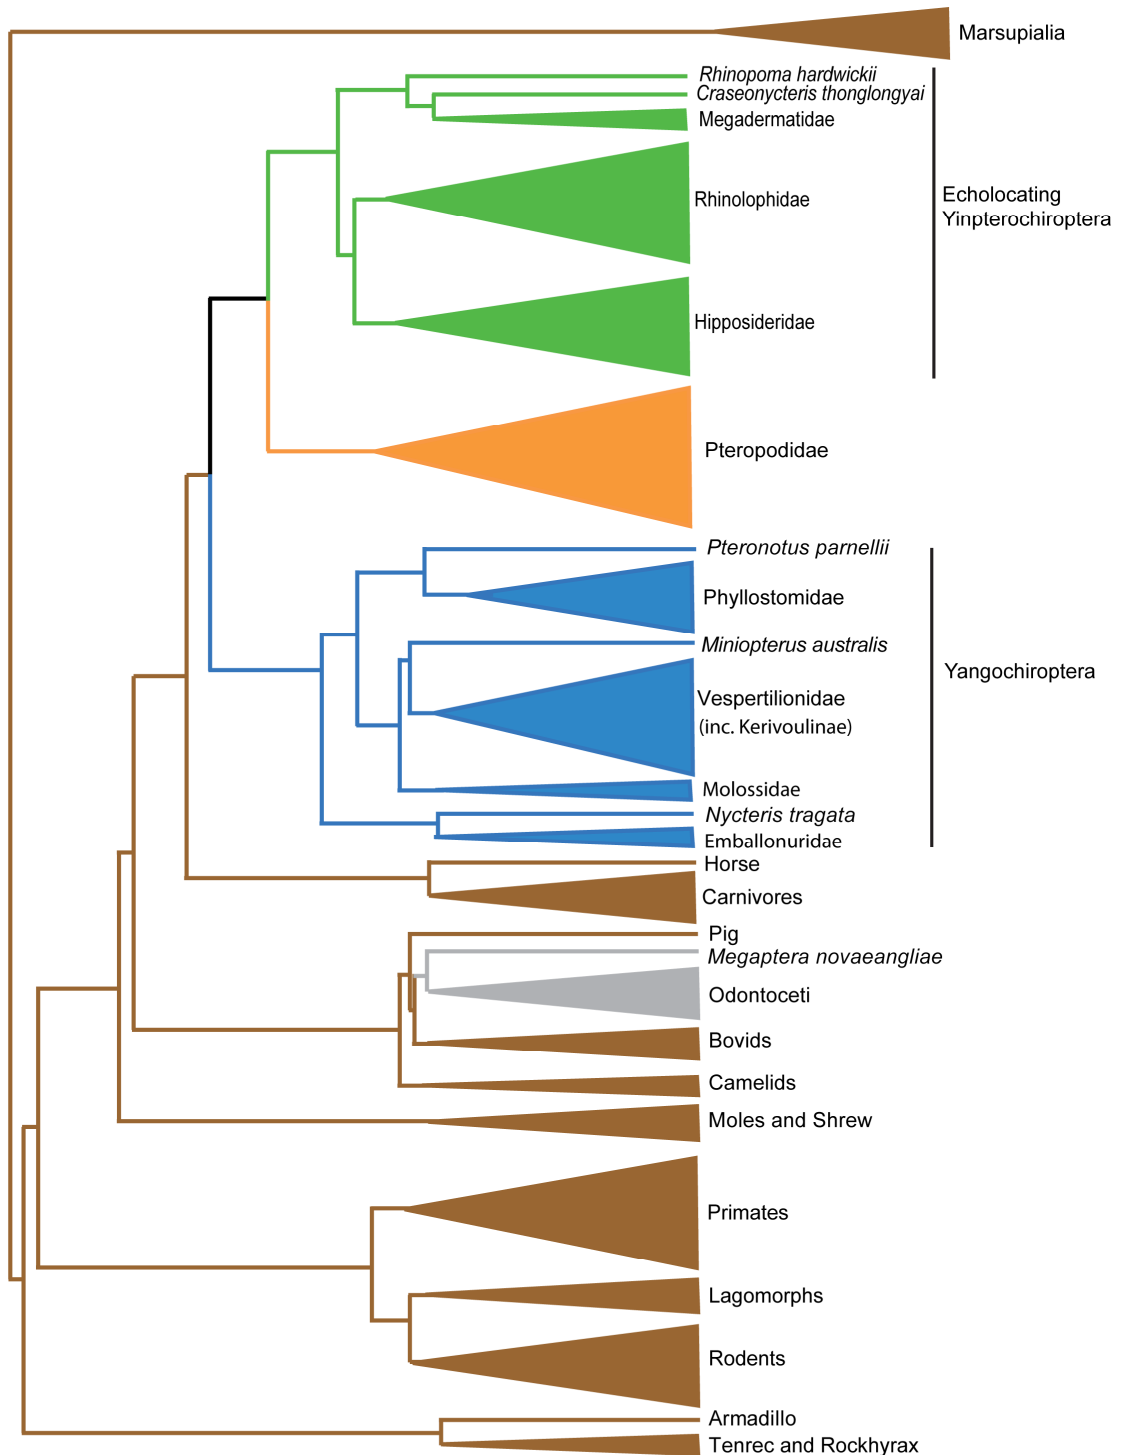 Marsupialia
Rhinopoma hardwickii
Craseonycteris thonglongyai
Megadermatidae
Rhinolophidae
Echolocating
Yinpterochiroptera
Hipposideridae
Pteropodidae
Pteronotus parnellii
Phyllostomidae
Miniopterus australis
Yangochiroptera
Vespertilionidae
(inc. Kerivoulinae)
Molossidae
Nycteris tragata
Emballonuridae
Horse
Carnivores
Pig
Megaptera novaeangliae
Odontoceti
Bovids
Camelids
Moles and Shrew
Primates
Lagomorphs
Rodents
Armadillo
Tenrec and Rockhyrax